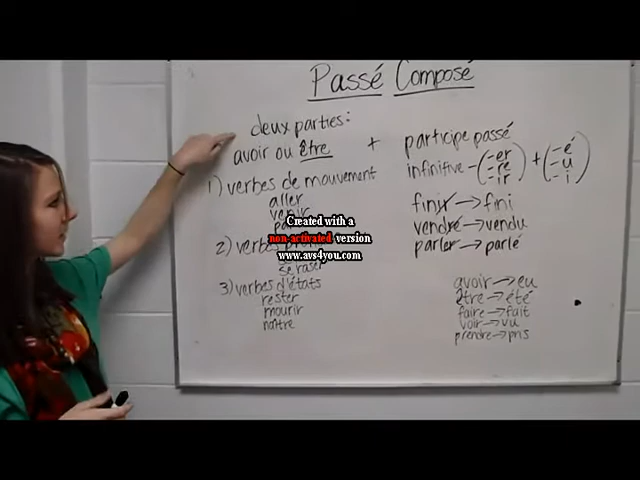 Passé Composé
deux parties:
avoir ou être + participe passé
infinitive - (-er -re -ir) + (-é -u -i)
1) verbes de mouvement
aller
venir
2) verbes
se raser
3) verbes d'états
rester
mourir
naître
finir → fini
vendre → vendu
parler → parlé
avoir → eu
être → été
faire → fait
voir → vu
prendre → pris
Created with a
non-activated version
www.avs4you.com